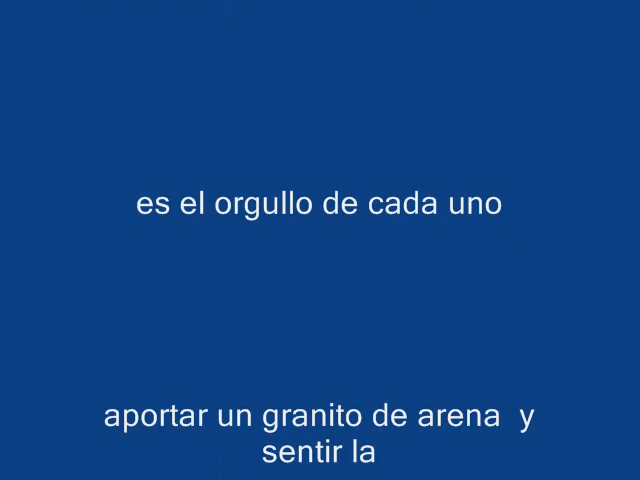 es el orgullo de cada uno
aportar un granito de arena  y
sentir la